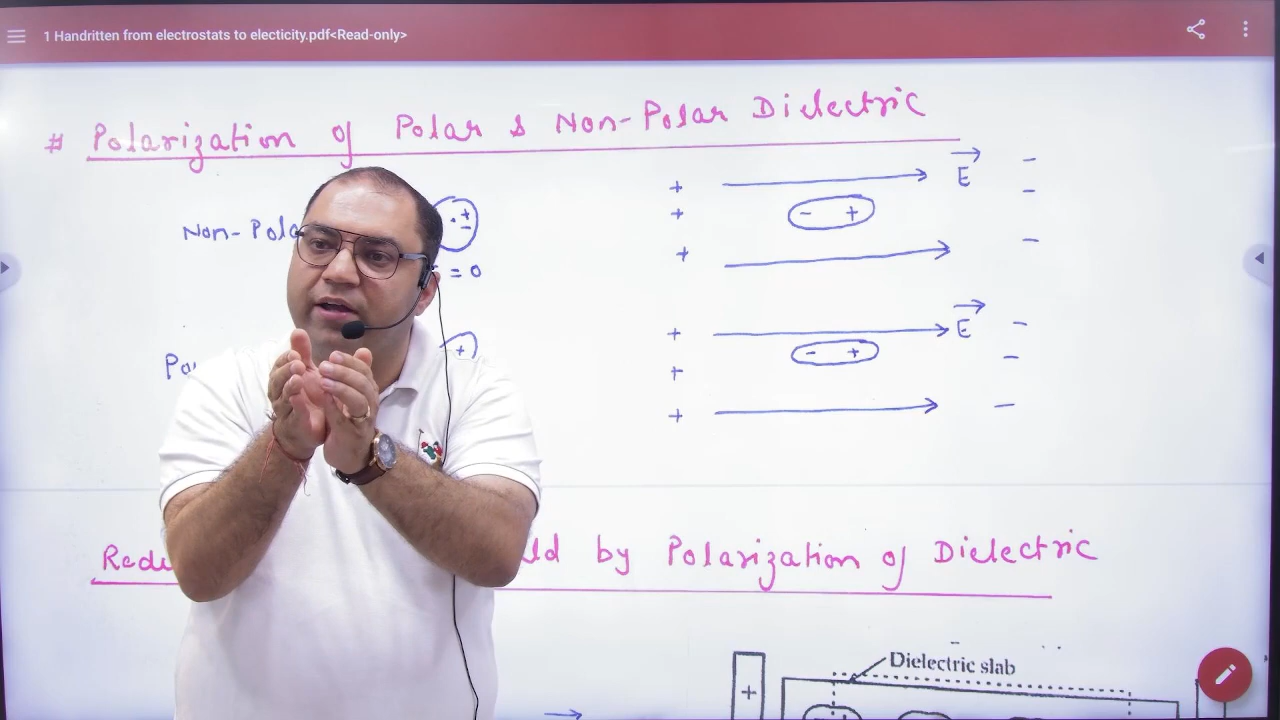 1 Handritten from electrostats to electicity.pdf<Read-only>
# Polarization of Polar & Non-Polar Dielectric
+ E -
Non-Pola + - + - + -
= 0 + -
+ E -
Po + + - + -
+ -
Redu ld by Polarization of Dielectric
Dielectric slab
+